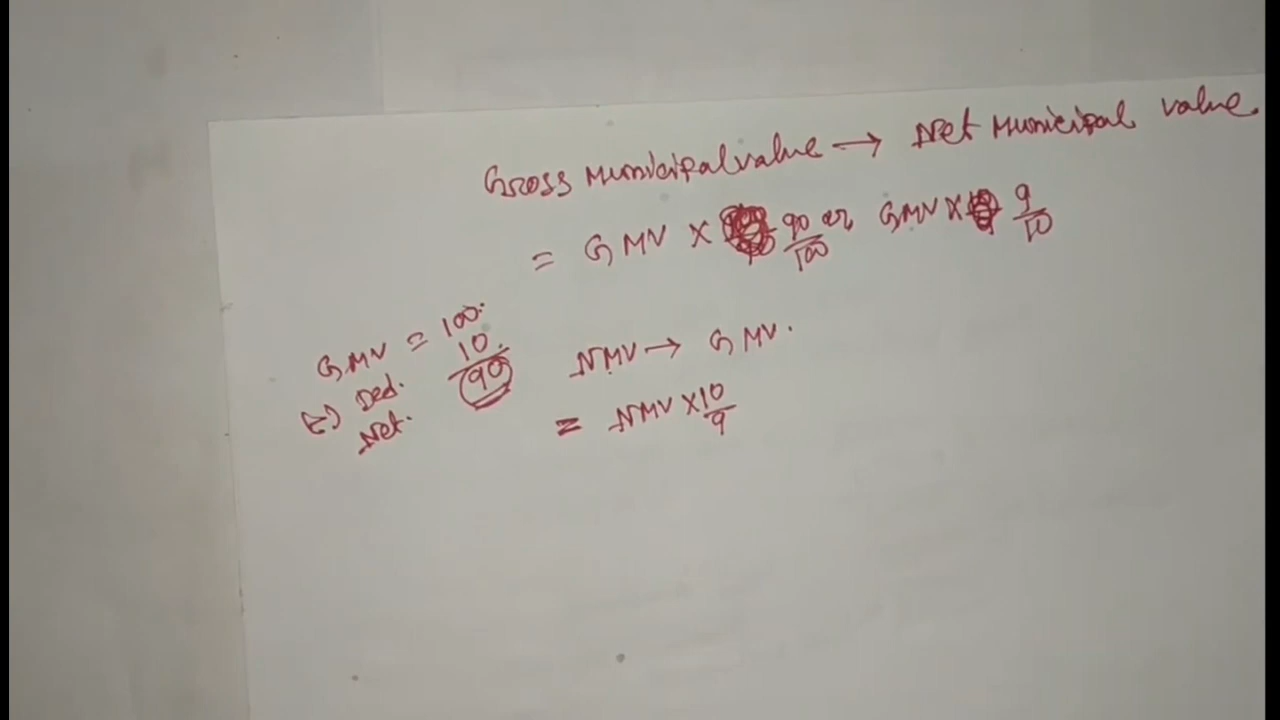 Gross Municipal value → Net Municipal value.
= GMV × 90/100 or GMV × 9/10
GMV = 100.
(-) Ded. 10.
Net. 90
NMV → GMV.
= NMV × 10/9